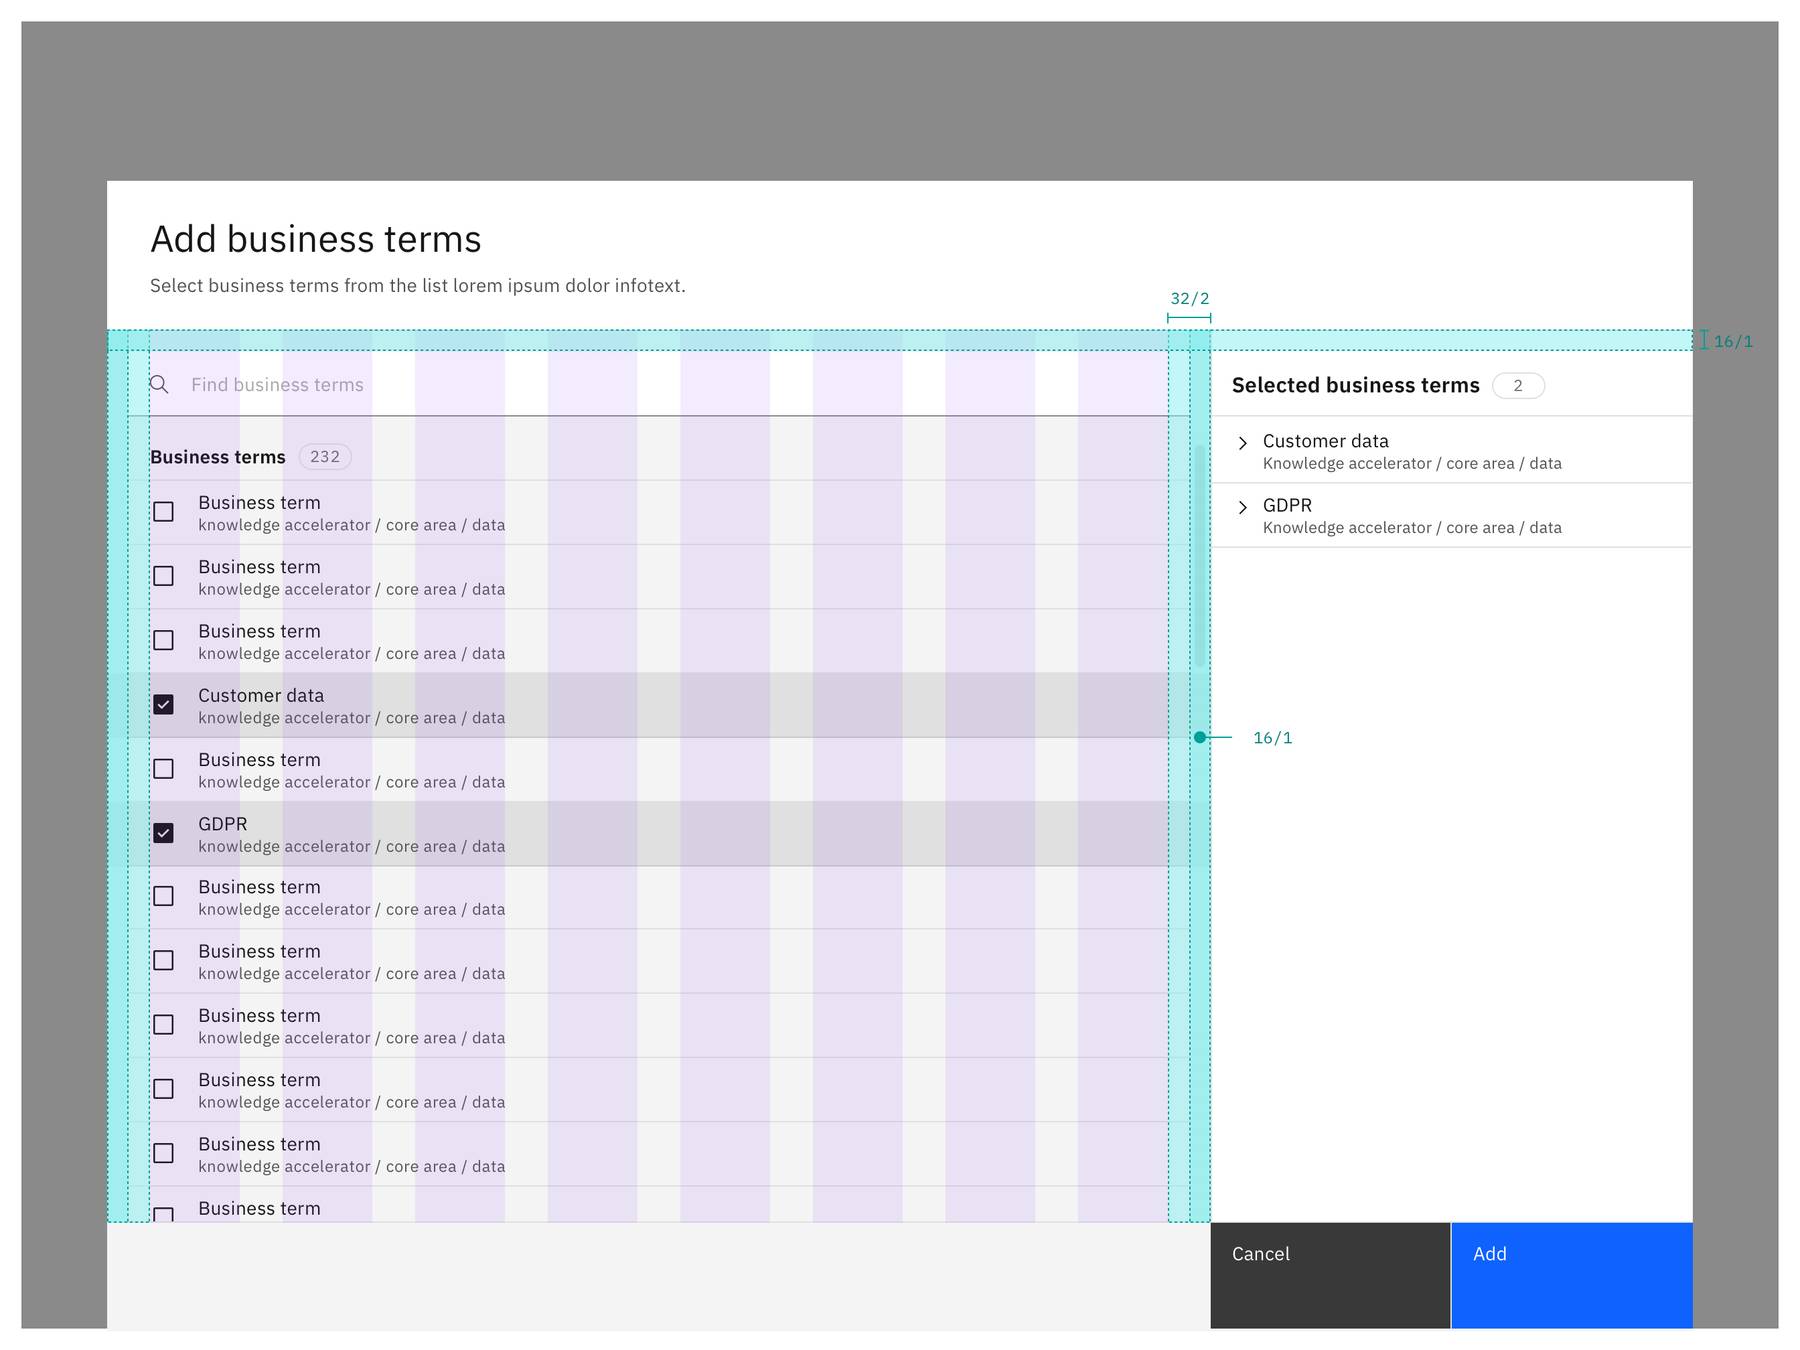 Add business terms
Select business terms from the list lorem ipsum dolor infotext.
32/2
16/1
Find business terms
Business terms 232
Business term
knowledge accelerator / core area / data
Business term
knowledge accelerator / core area / data
Business term
knowledge accelerator / core area / data
Customer data
knowledge accelerator / core area / data
Business term
knowledge accelerator / core area / data
GDPR
knowledge accelerator / core area / data
Business term
knowledge accelerator / core area / data
Business term
knowledge accelerator / core area / data
Business term
knowledge accelerator / core area / data
Business term
knowledge accelerator / core area / data
Business term
knowledge accelerator / core area / data
Business term
Selected business terms 2
Customer data
Knowledge accelerator / core area / data
GDPR
Knowledge accelerator / core area / data
16/1
Cancel
Add